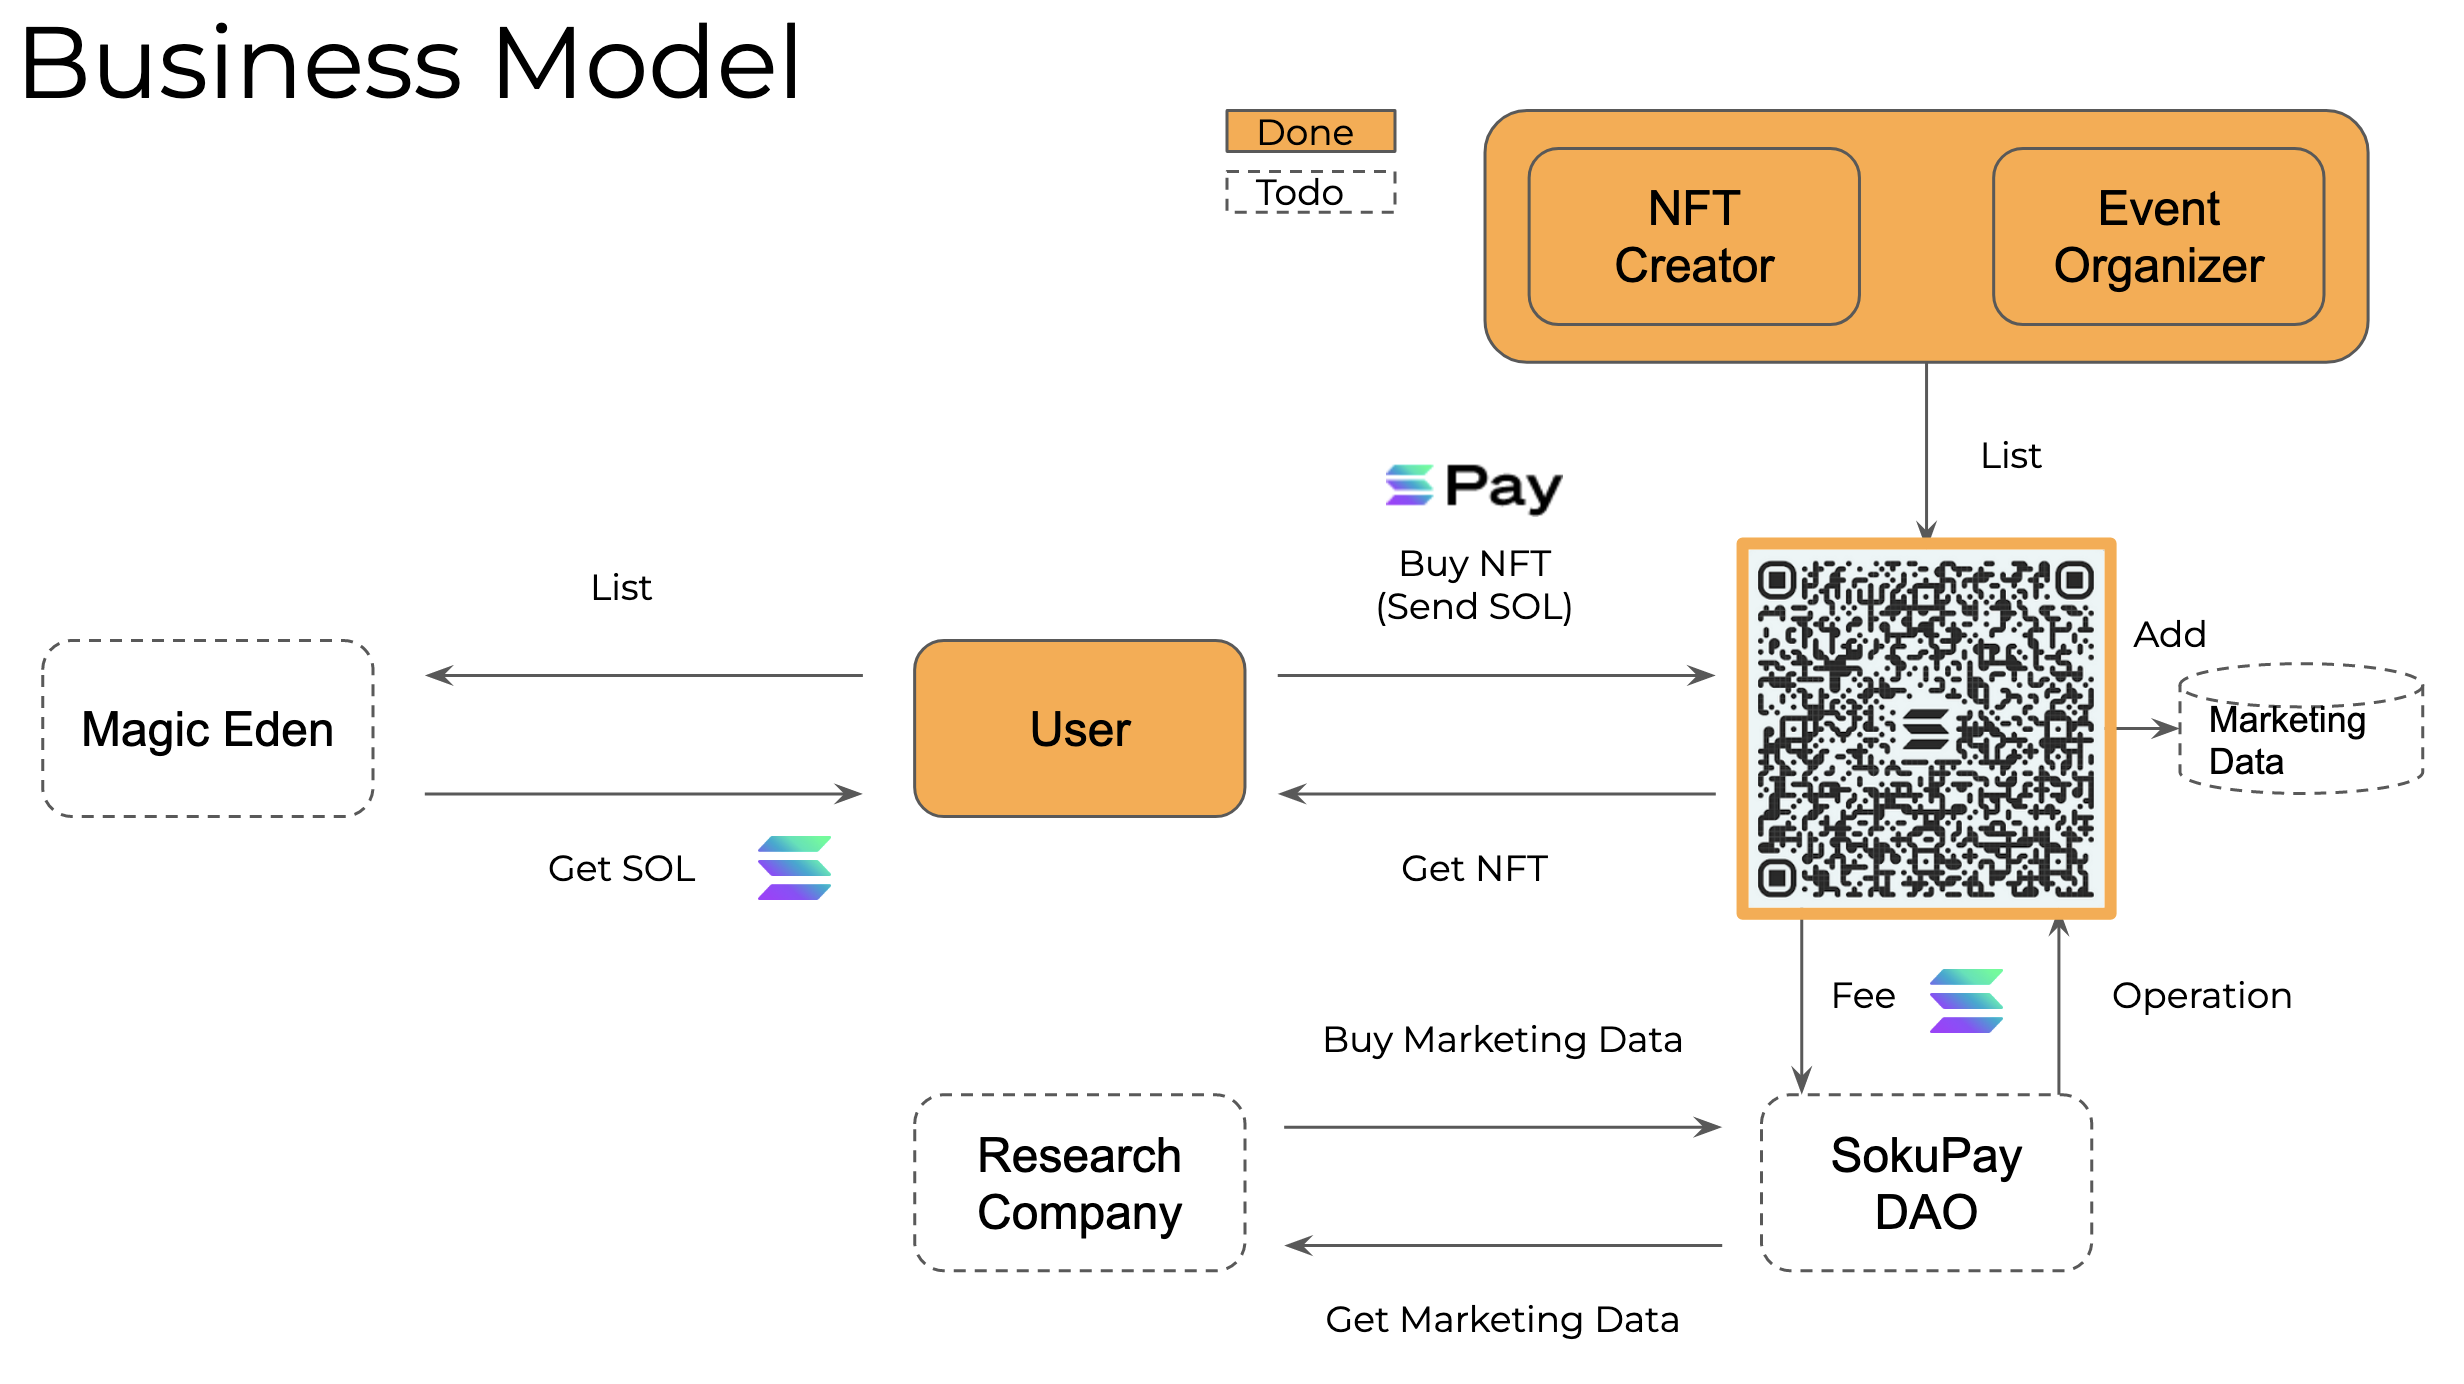 Business Model
Done
Todo
NFT
Creator
Event
Organizer
List
Pay
Buy NFT
(Send SOL)
List
Add
Magic Eden
User
Marketing
Data
Get SOL
Get NFT
Fee
Operation
Buy Marketing Data
Research
Company
SokuPay
DAO
Get Marketing Data